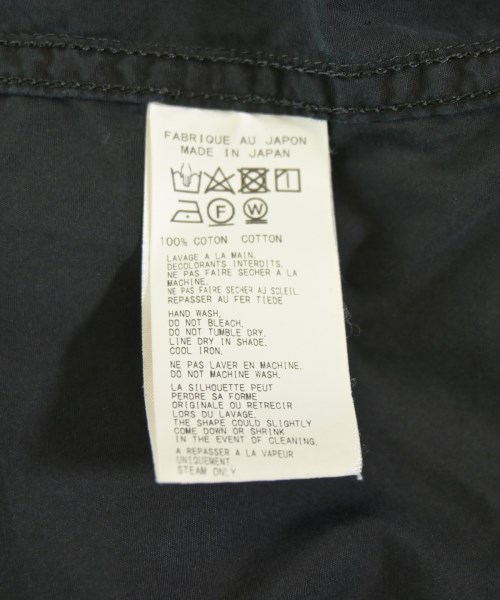 FABRIQUE AU JAPON
MADE IN JAPAN
F W
100% COTON COTTON
LAVAGE A LA MAIN.
DECOLORANTS INTERDITS.
NE PAS FAIRE SECHER A LA
MACHINE.
NE PAS FAIRE SECHER AU SOLEIL.
REPASSER AU FER TIEDE
HAND WASH.
DO NOT BLEACH.
DO NOT TUMBLE DRY.
LINE DRY IN SHADE.
COOL IRON.
NE PAS LAVER EN MACHINE.
DO NOT MACHINE WASH.
LA SILHOUETTE PEUT
PERDRE SA FORME
ORIGINALE OU RETRECIR
LORS DU LAVAGE.
THE SHAPE COULD SLIGHTLY
COME DOWN OR SHRINK
IN THE EVENT OF CLEANING.
A REPASSER A LA VAPEUR
UNIQUEMENT.
STEAM ONLY